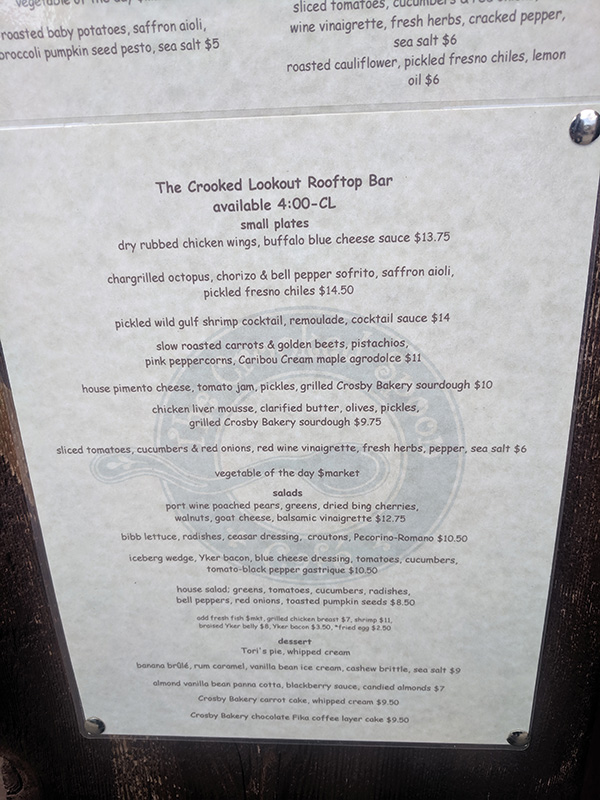 vegetable of the day $
roasted baby potatoes, saffron aioli,
broccoli pumpkin seed pesto, sea salt $5
sliced tomatoes, cucumbers & red
wine vinaigrette, fresh herbs, cracked pepper,
sea salt $6
roasted cauliflower, pickled fresno chiles, lemon
oil $6
The Crooked Lookout Rooftop Bar
available 4:00-CL
small plates
dry rubbed chicken wings, buffalo blue cheese sauce $13.75
chargrilled octopus, chorizo & bell pepper sofrito, saffron aioli,
pickled fresno chiles $14.50
pickled wild gulf shrimp cocktail, remoulade, cocktail sauce $14
slow roasted carrots & golden beets, pistachios,
pink peppercorns, Caribou Cream maple agrodolce $11
house pimento cheese, tomato jam, pickles, grilled Crosby Bakery sourdough $10
chicken liver mousse, clarified butter, olives, pickles,
grilled Crosby Bakery sourdough $9.75
sliced tomatoes, cucumbers & red onions, red wine vinaigrette, fresh herbs, pepper, sea salt $6
vegetable of the day $market
salads
port wine poached pears, greens, dried bing cherries,
walnuts, goat cheese, balsamic vinaigrette $12.75
bibb lettuce, radishes, ceasar dressing, croutons, Pecorino-Romano $10.50
iceberg wedge, Yker bacon, blue cheese dressing, tomatoes, cucumbers,
tomato-black pepper gastrique $10.50
house salad; greens, tomatoes, cucumbers, radishes,
bell peppers, red onions, toasted pumpkin seeds $8.50
add fresh fish $mkt, grilled chicken breast $7, shrimp $11,
braised Yker belly $8, Yker bacon $3.50, *fried egg $2.50
dessert
Tori's pie, whipped cream
banana brûlé, rum caramel, vanilla bean ice cream, cashew brittle, sea salt $9
almond vanilla bean panna cotta, blackberry sauce, candied almonds $7
Crosby Bakery carrot cake, whipped cream $9.50
Crosby Bakery chocolate Pika coffee layer cake $9.50